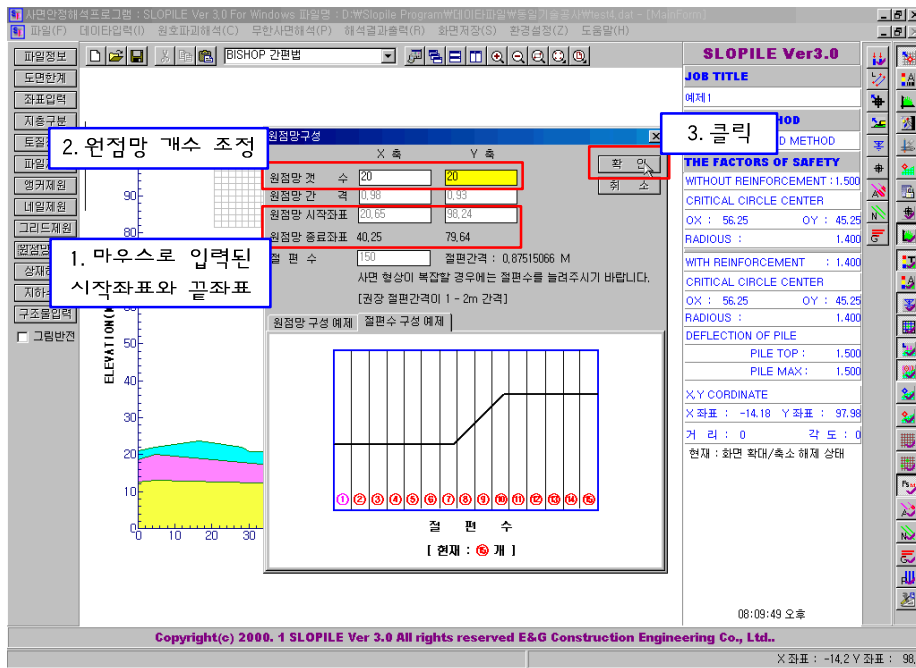 사면안정해석프로그램 : SLOPILE Ver 3,0 For Windows 파일명 : D:₩Slopile Program₩데이타파일₩동일기술공사₩test4,dat - [MainForm]
파일(F) 데이타입력(I) 원호파괴해석(C) 무한사면해석(P) 해석결과출력(R) 화면저장(S) 환경설정(Z) 도움말(H)
파일정보
도면한계
좌표입력
지층구분
네일제원
앵커제원
그리드제원
구조물입력
그림반전
BISHOP 간편법
1. 마우스로 입력된
시작좌표와 끝좌표
2. 원점망 개수 조정
3. 클릭
90
80
50
40
30
20
10
0
10 20 30
원점망구성
X 축 Y 축
원점망 갯 수 20 20
원점망 간 격 0,98 0,93
원점망 시작좌표 20,65 98,24
원점망 종료좌표 40,25 79,64
절 편 수 150 절편간격 : 0,87515066 M
사면 형상이 복잡할 경우에는 절편수를 늘려주시기 바랍니다.
[권장 절편간격이 1 - 2m 간격]
확 인
취 소
원점망 구성 예제 절편수 구성 예제
① ② ③ ④ ⑤ ⑥ ⑦ ⑧ ⑨ ⑩ ⑪ ⑫ ⑬ ⑭ ⑮
절 편 수
[ 현재 : ⑮ 개 ]
SLOPILE Ver3.0
JOB TITLE
예제1
HOD
D METHOD
THE FACTORS OF SAFETY
WITHOUT REINFORCEMENT : 1.500
CRITICAL CIRCLE CENTER
OX : 56.25 OY : 45.25
RADIOUS : 1.400
WITH REINFORCEMENT : 1.400
CRITICAL CIRCLE CENTER
OX : 56.25 OY : 45.25
RADIOUS : 1.400
DEFLECTION OF PILE
PILE TOP : 1.500
PILE MAX : 1.500
X,Y CORDINATE
X 좌표 : -14.18 Y 좌표 : 97.98
거 리 : 0 각 도 : 0
현재 : 화면 확대/축소 해제 상태
08:09:49 오후
Copyright(c) 2000. 1 SLOPILE Ver 3.0 All rights reserved E&G Construction Engineering Co., Ltd..
X 좌표 : -14,2 Y 좌표 : 98,